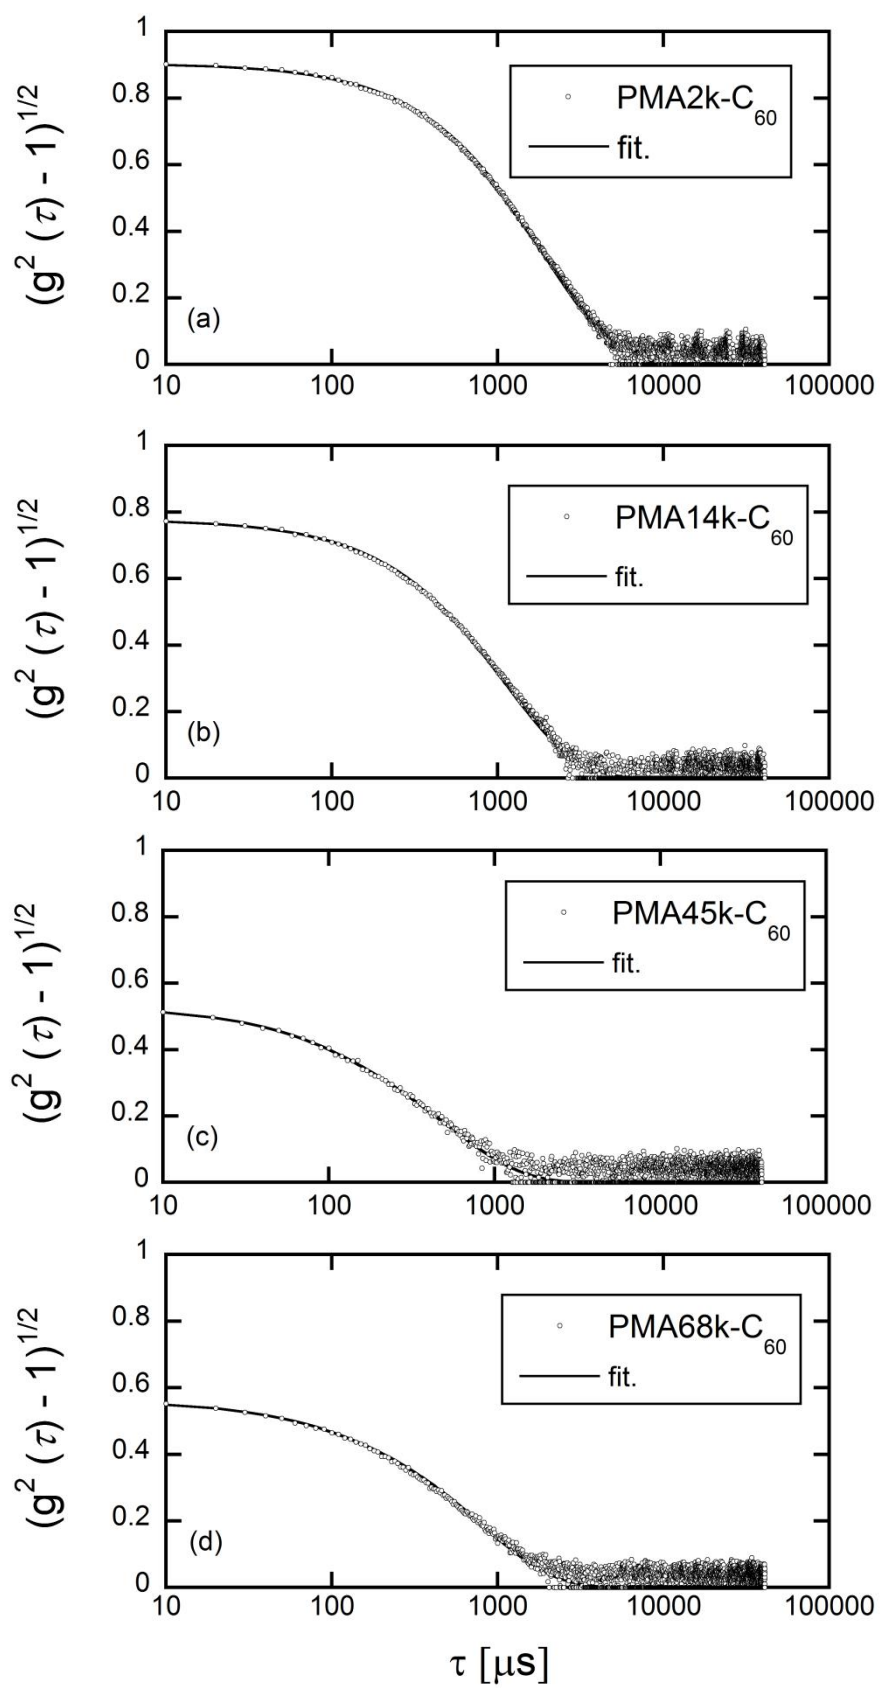 1
0.8
0.6
0.4
0.2
0
(g² (τ) - 1)^1/2
PMA2k-C₆₀
fit.
(a)
10 100 1000 10000 100000
1
0.8
0.6
0.4
0.2
0
(g² (τ) - 1)^1/2
PMA14k-C₆₀
fit.
(b)
10 100 1000 10000 100000
1
0.8
0.6
0.4
0.2
0
(g² (τ) - 1)^1/2
PMA45k-C₆₀
fit.
(c)
10 100 1000 10000 100000
1
0.8
0.6
0.4
0.2
0
(g² (τ) - 1)^1/2
PMA68k-C₆₀
fit.
(d)
10 100 1000 10000 100000
τ [μs]